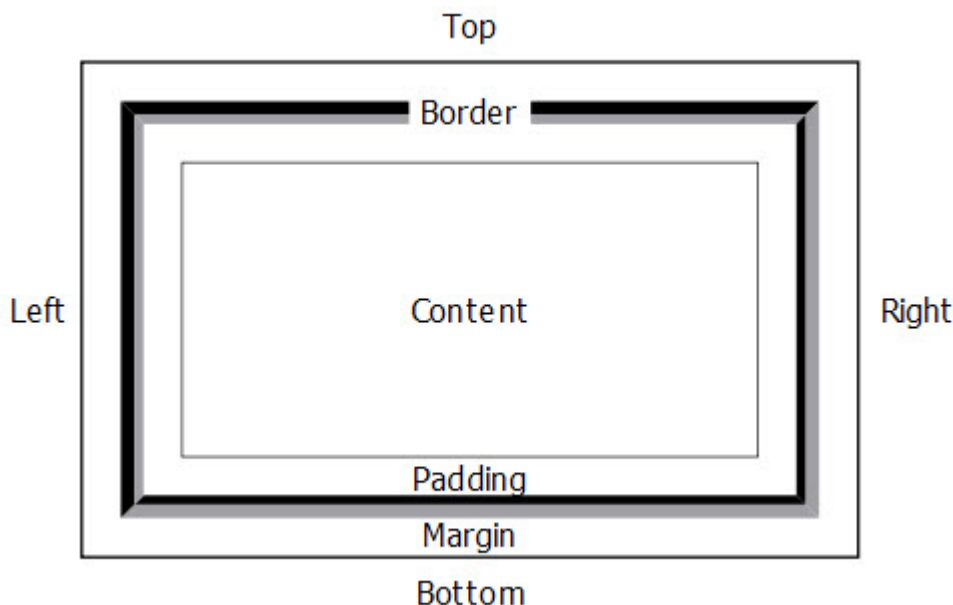 Top
Border
Left
Content
Right
Padding
Margin
Bottom